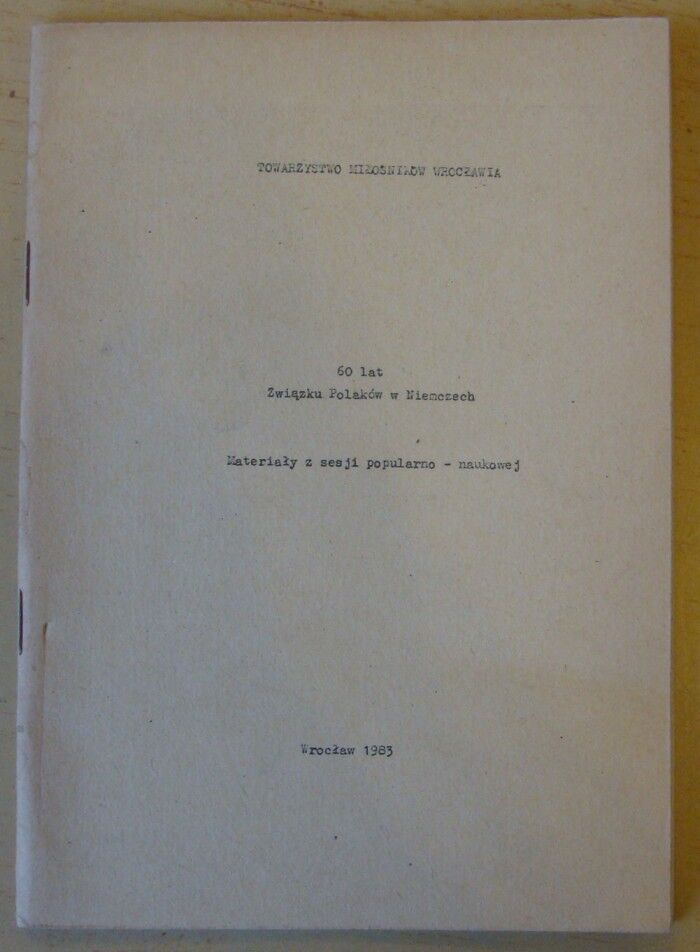 TOWARZYSTWO MIŁOŚNIKÓW WROCŁAWIA
60 lat
Związku Polaków w Niemczech
Materiały z sesji popularno - naukowej
Wrocław 1983